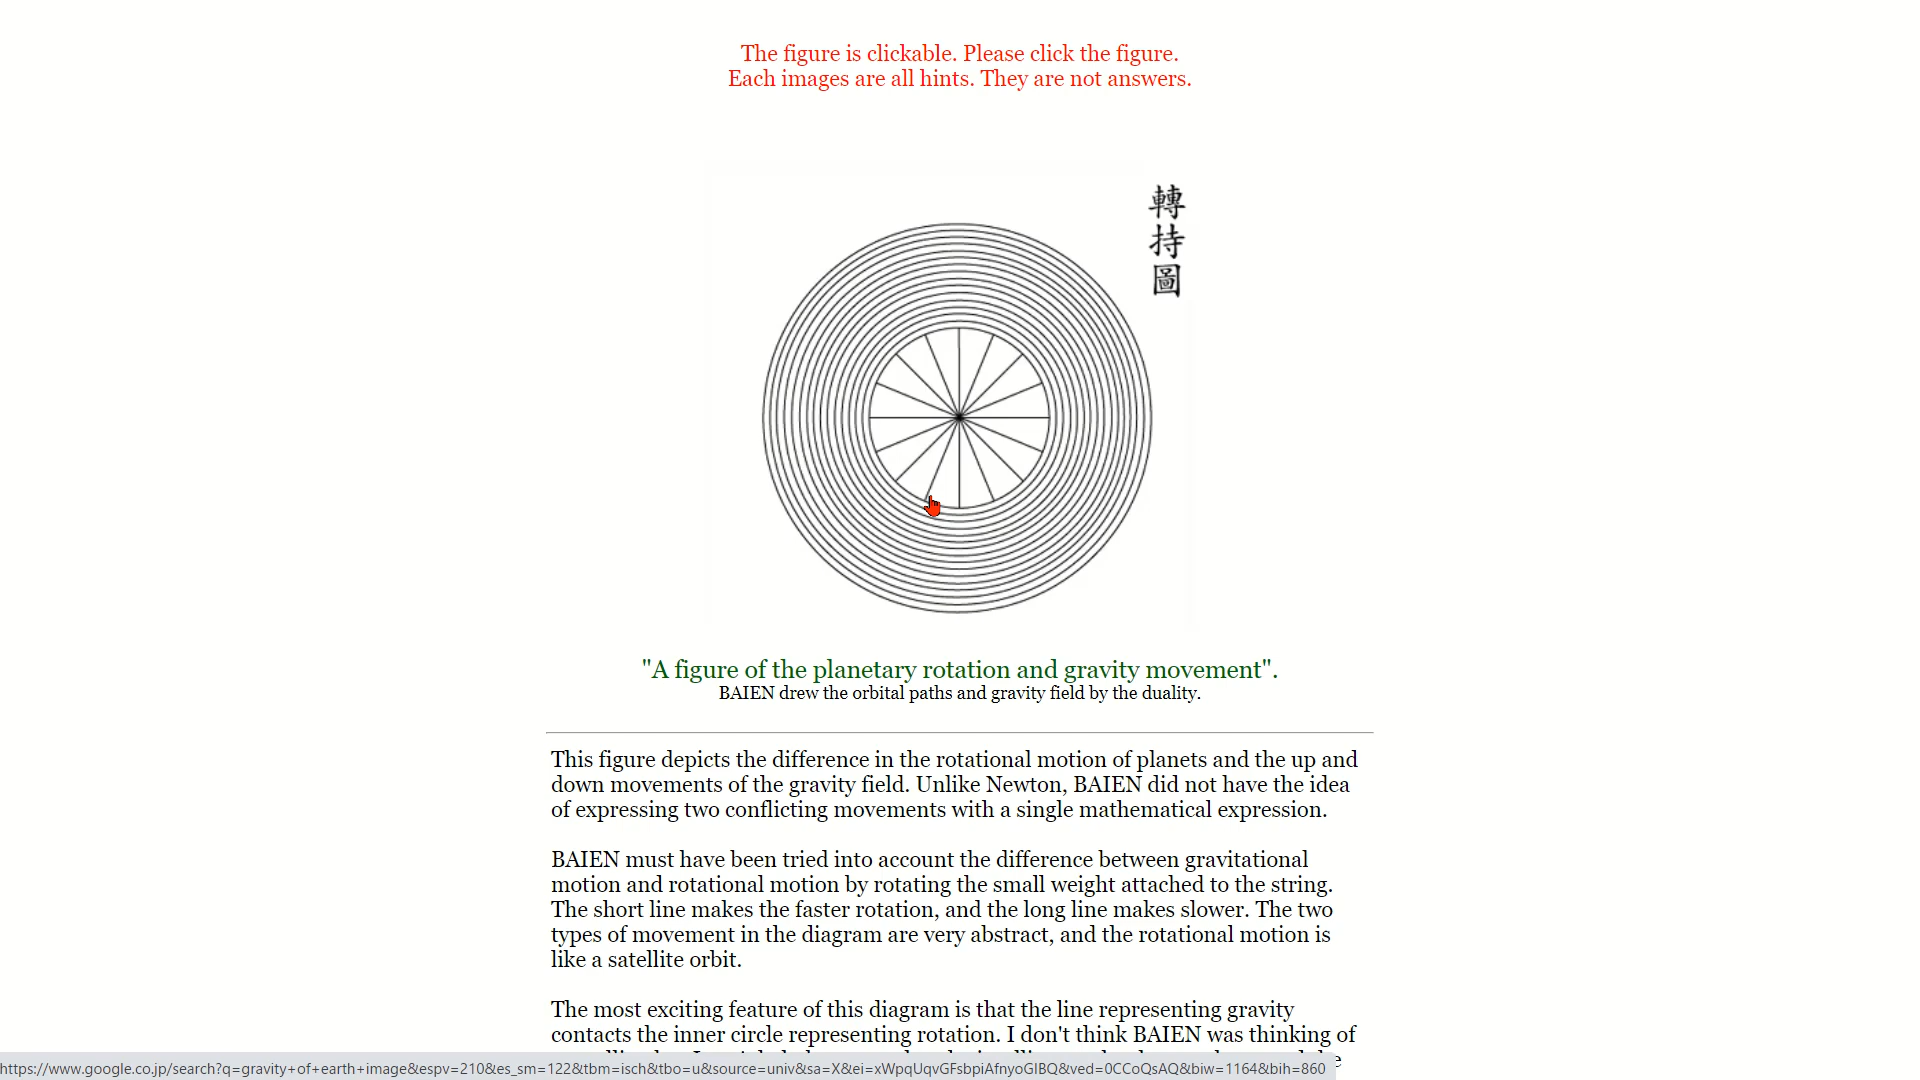 The figure is clickable. Please click the figure.
Each images are all hints. They are not answers.
轉持圖
"A figure of the planetary rotation and gravity movement".
BAIEN drew the orbital paths and gravity field by the duality.
This figure depicts the difference in the rotational motion of planets and the up and
down movements of the gravity field. Unlike Newton, BAIEN did not have the idea
of expressing two conflicting movements with a single mathematical expression.
BAIEN must have been tried into account the difference between gravitational
motion and rotational motion by rotating the small weight attached to the string.
The short line makes the faster rotation, and the long line makes slower. The two
types of movement in the diagram are very abstract, and the rotational motion is
like a satellite orbit.
The most exciting feature of this diagram is that the line representing gravity
contacts the inner circle representing rotation. I don't think BAIEN was thinking of
https://www.google.co.jp/search?q=gravity+of+earth+image&espv=210&es_sm=122&tbm=isch&tbo=u&source=univ&sa=X&ei=xWpqUqvGFsbpiAfnyoGIBQ&ved=0CCoQsAQ&biw=1164&bih=860